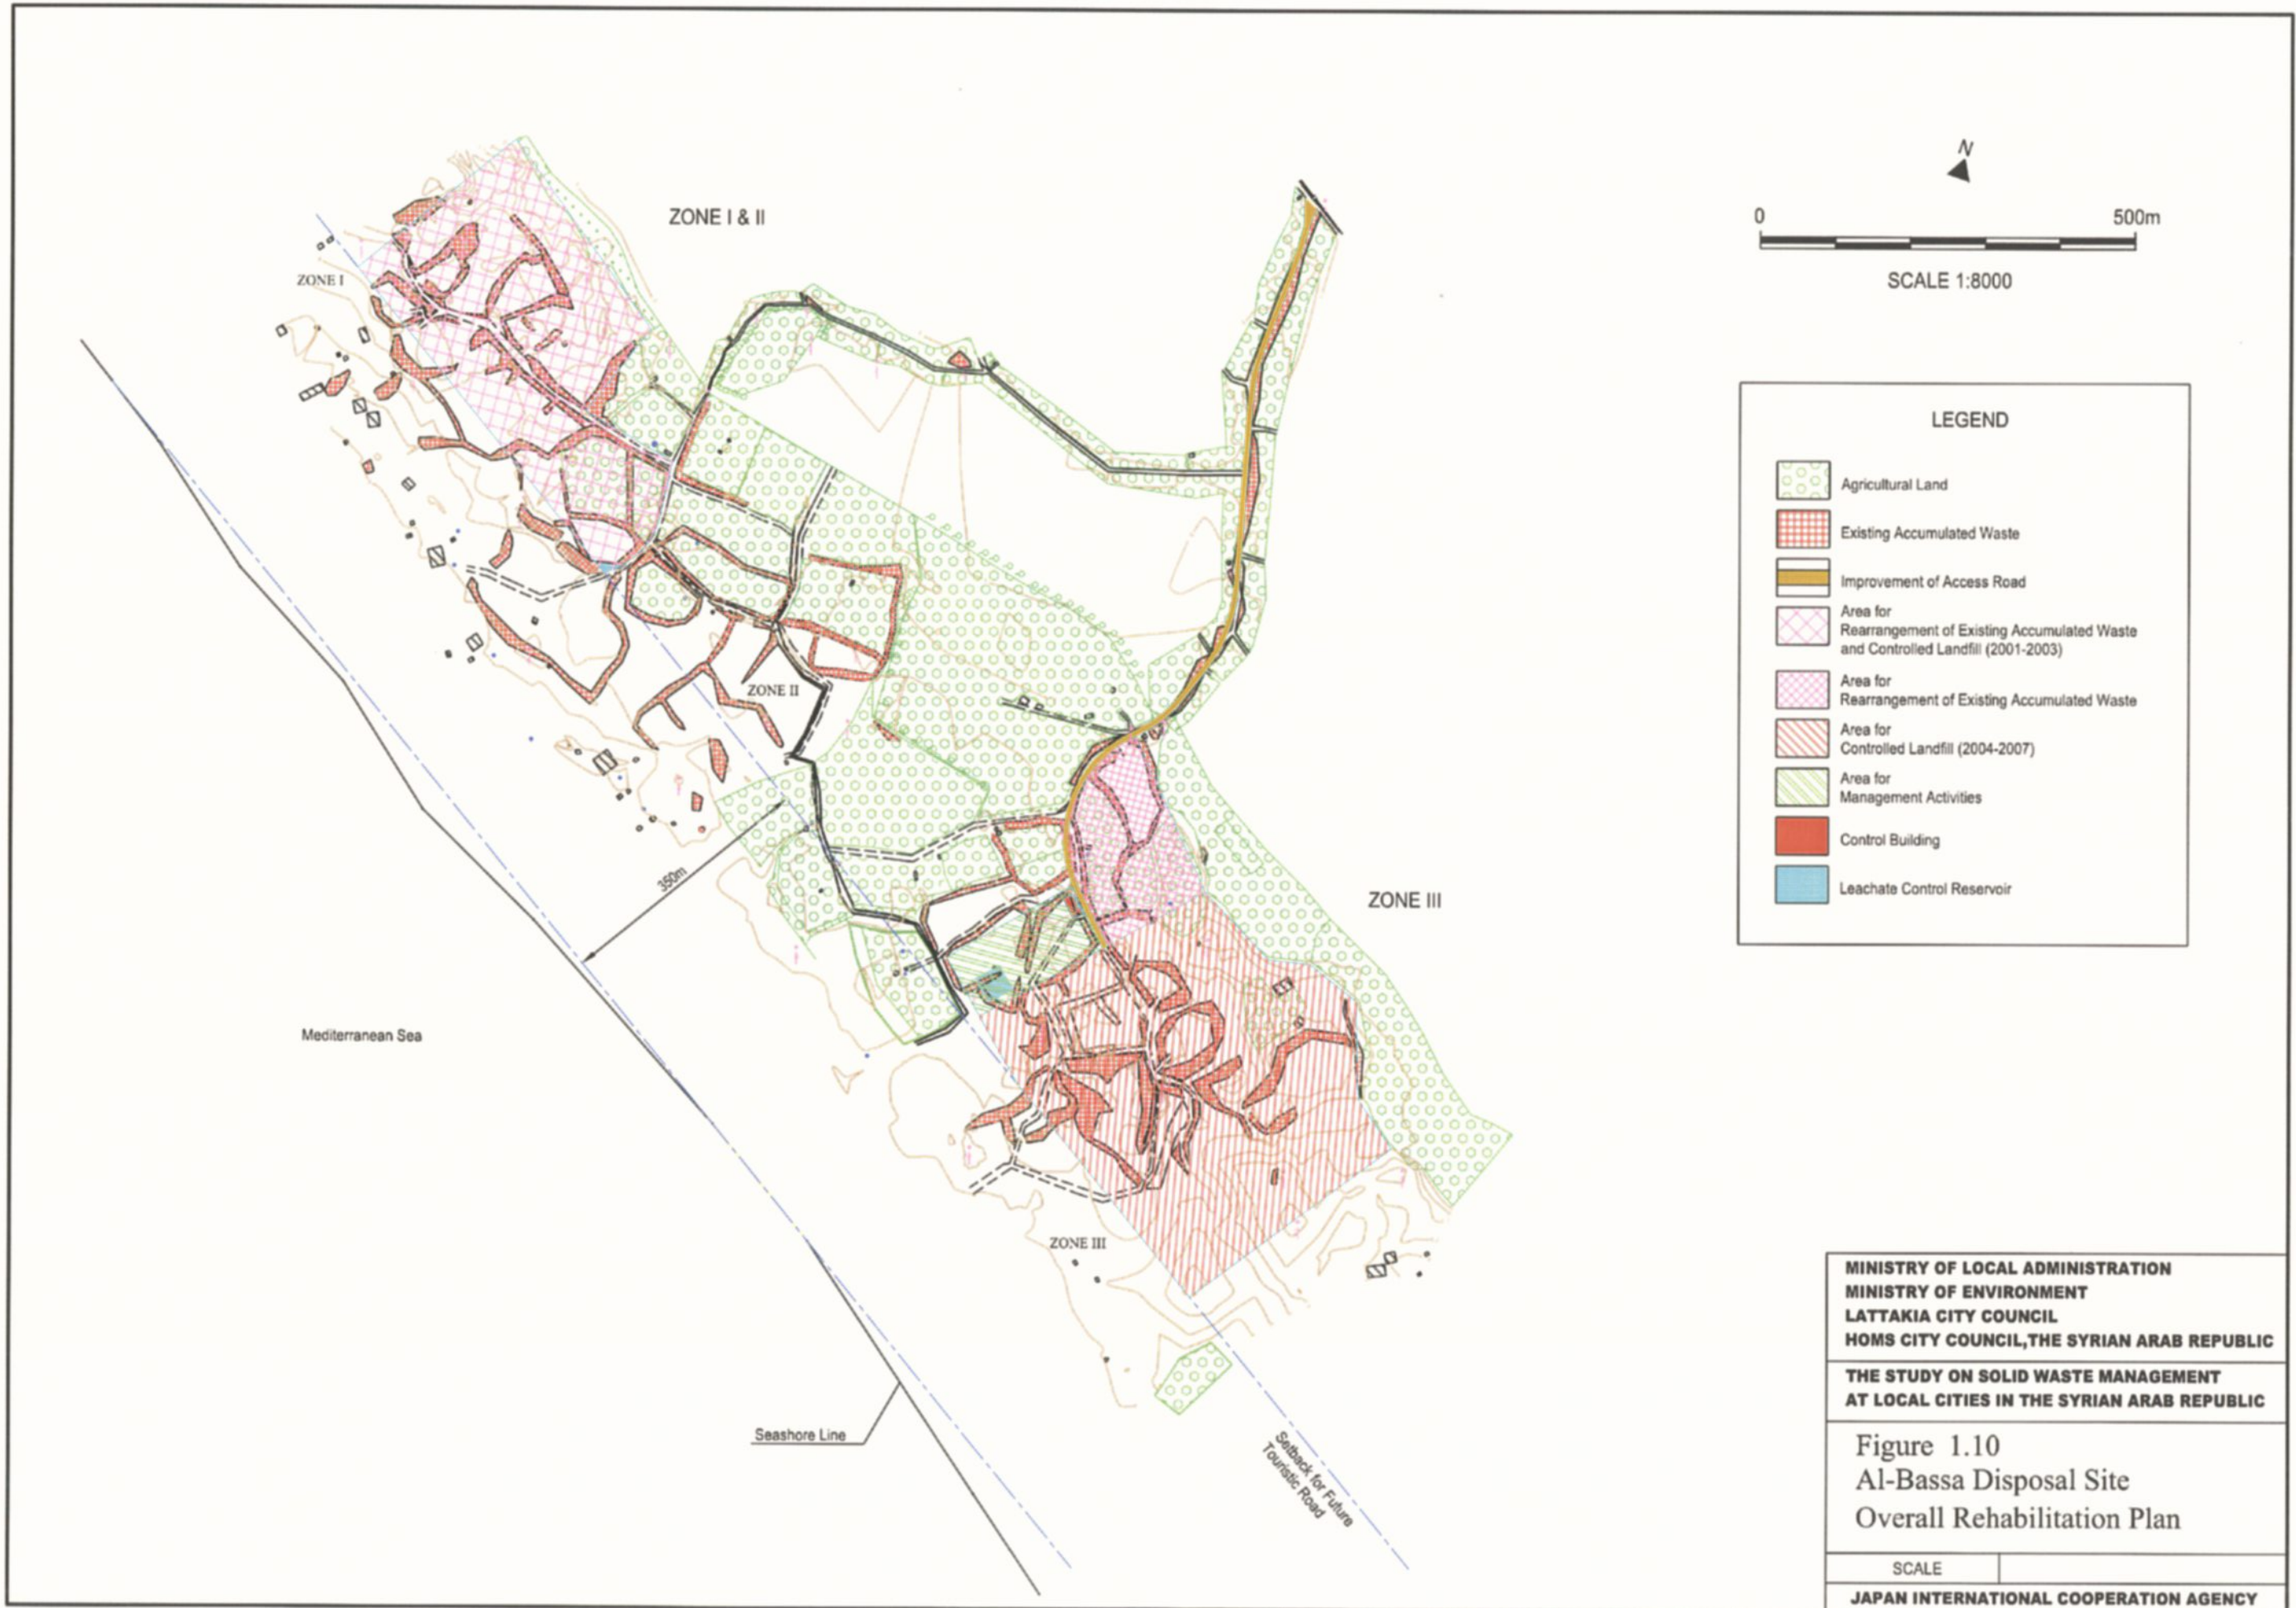 ZONE I & II
ZONE I
ZONE II
350m
ZONE III
ZONE III
Mediterranean Sea
Seashore Line
Setback for Future
Touristic Road
N
0
500m
SCALE 1:8000
LEGEND
Agricultural Land
Existing Accumulated Waste
Improvement of Access Road
Area for
Rearrangement of Existing Accumulated Waste
and Controlled Landfill (2001-2003)
Area for
Rearrangement of Existing Accumulated Waste
Area for
Controlled Landfill (2004-2007)
Area for
Management Activities
Control Building
Leachate Control Reservoir
MINISTRY OF LOCAL ADMINISTRATION
MINISTRY OF ENVIRONMENT
LATTAKIA CITY COUNCIL
HOMS CITY COUNCIL,THE SYRIAN ARAB REPUBLIC
THE STUDY ON SOLID WASTE MANAGEMENT
AT LOCAL CITIES IN THE SYRIAN ARAB REPUBLIC
Figure 1.10
Al-Bassa Disposal Site
Overall Rehabilitation Plan
SCALE
JAPAN INTERNATIONAL COOPERATION AGENCY